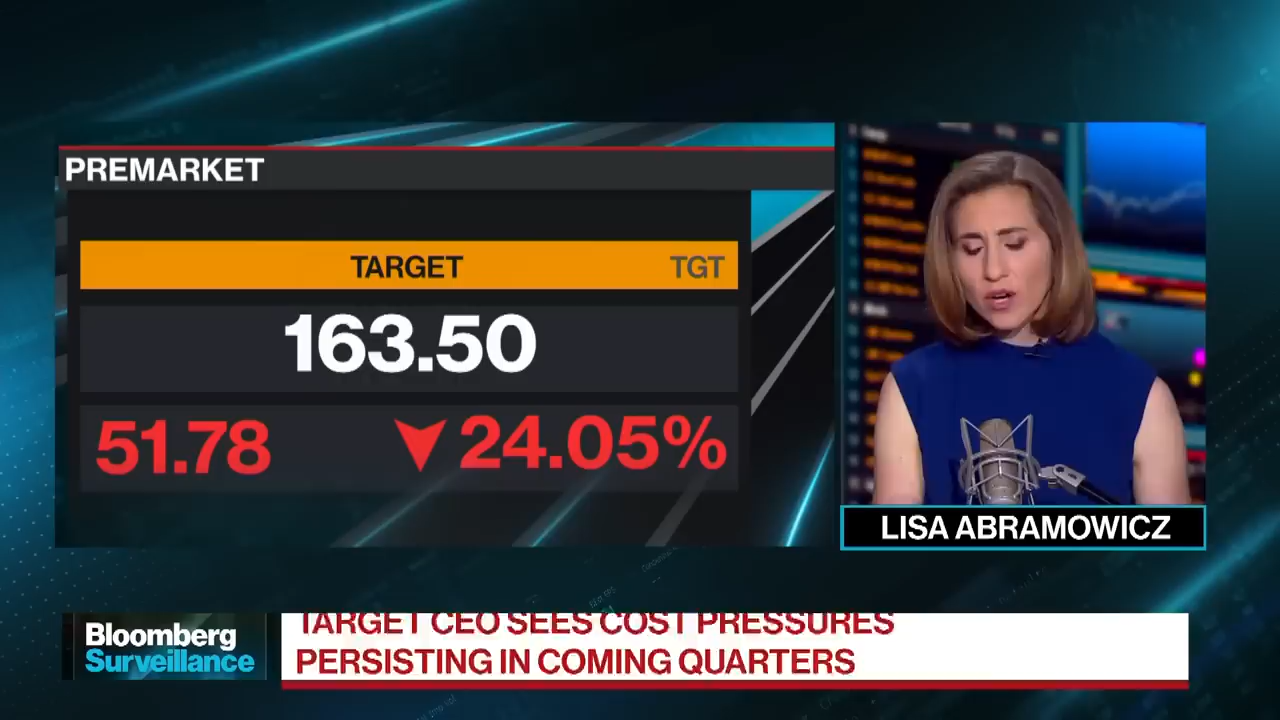 PREMARKET
TARGET TGT
163.50
51.78 24.05%
LISA ABRAMOWICZ
Bloomberg
Surveillance
TARGET CEO SEES COST PRESSURES
PERSISTING IN COMING QUARTERS